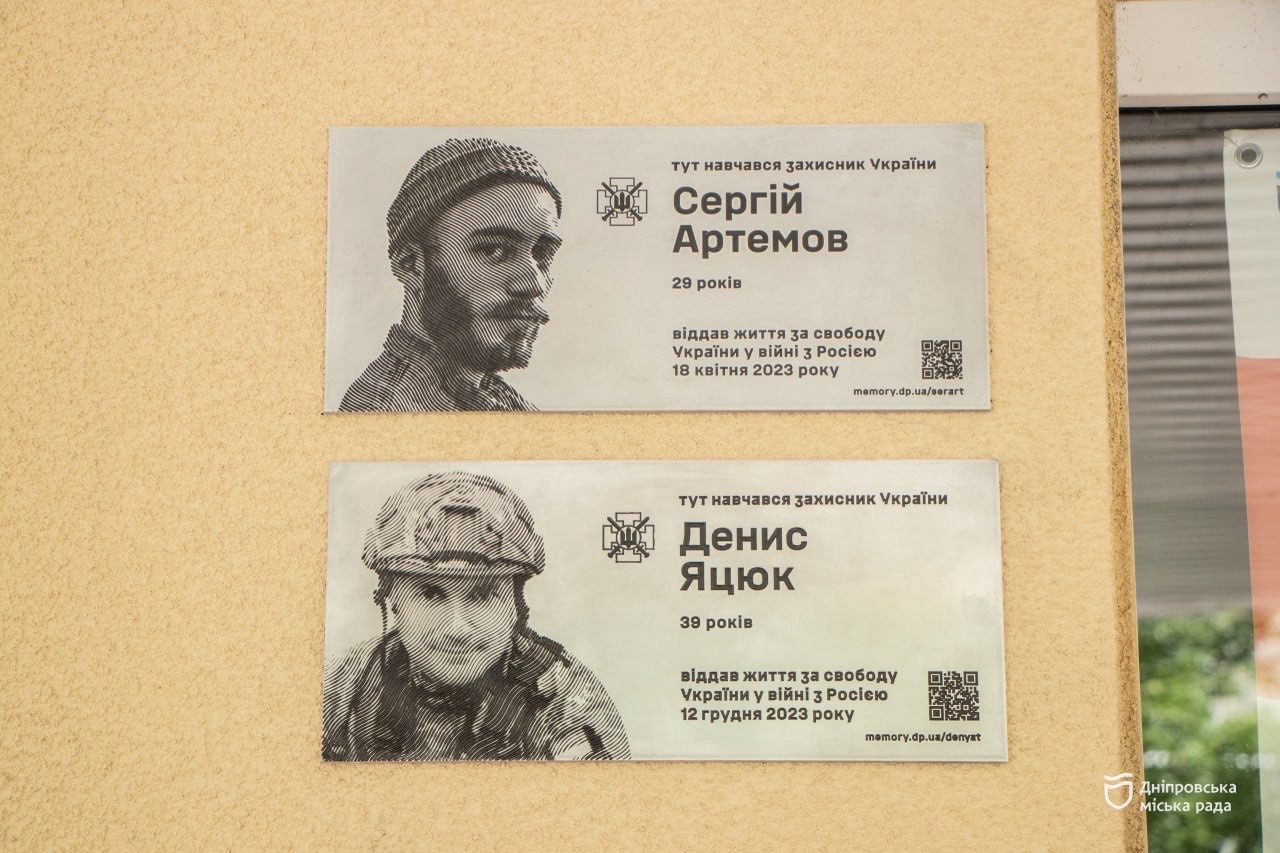 тут навчався захисник України
Сергій
Артемов
29 років
віддав життя за свободу
України у війні з Росією
18 квітня 2023 року
memory.dp.ua/serart
тут навчався захисник України
Денис
Яцюк
39 років
віддав життя за свободу
України у війні з Росією
12 грудня 2023 року
memory.dp.ua/denyat
Дніпровська
міська рада